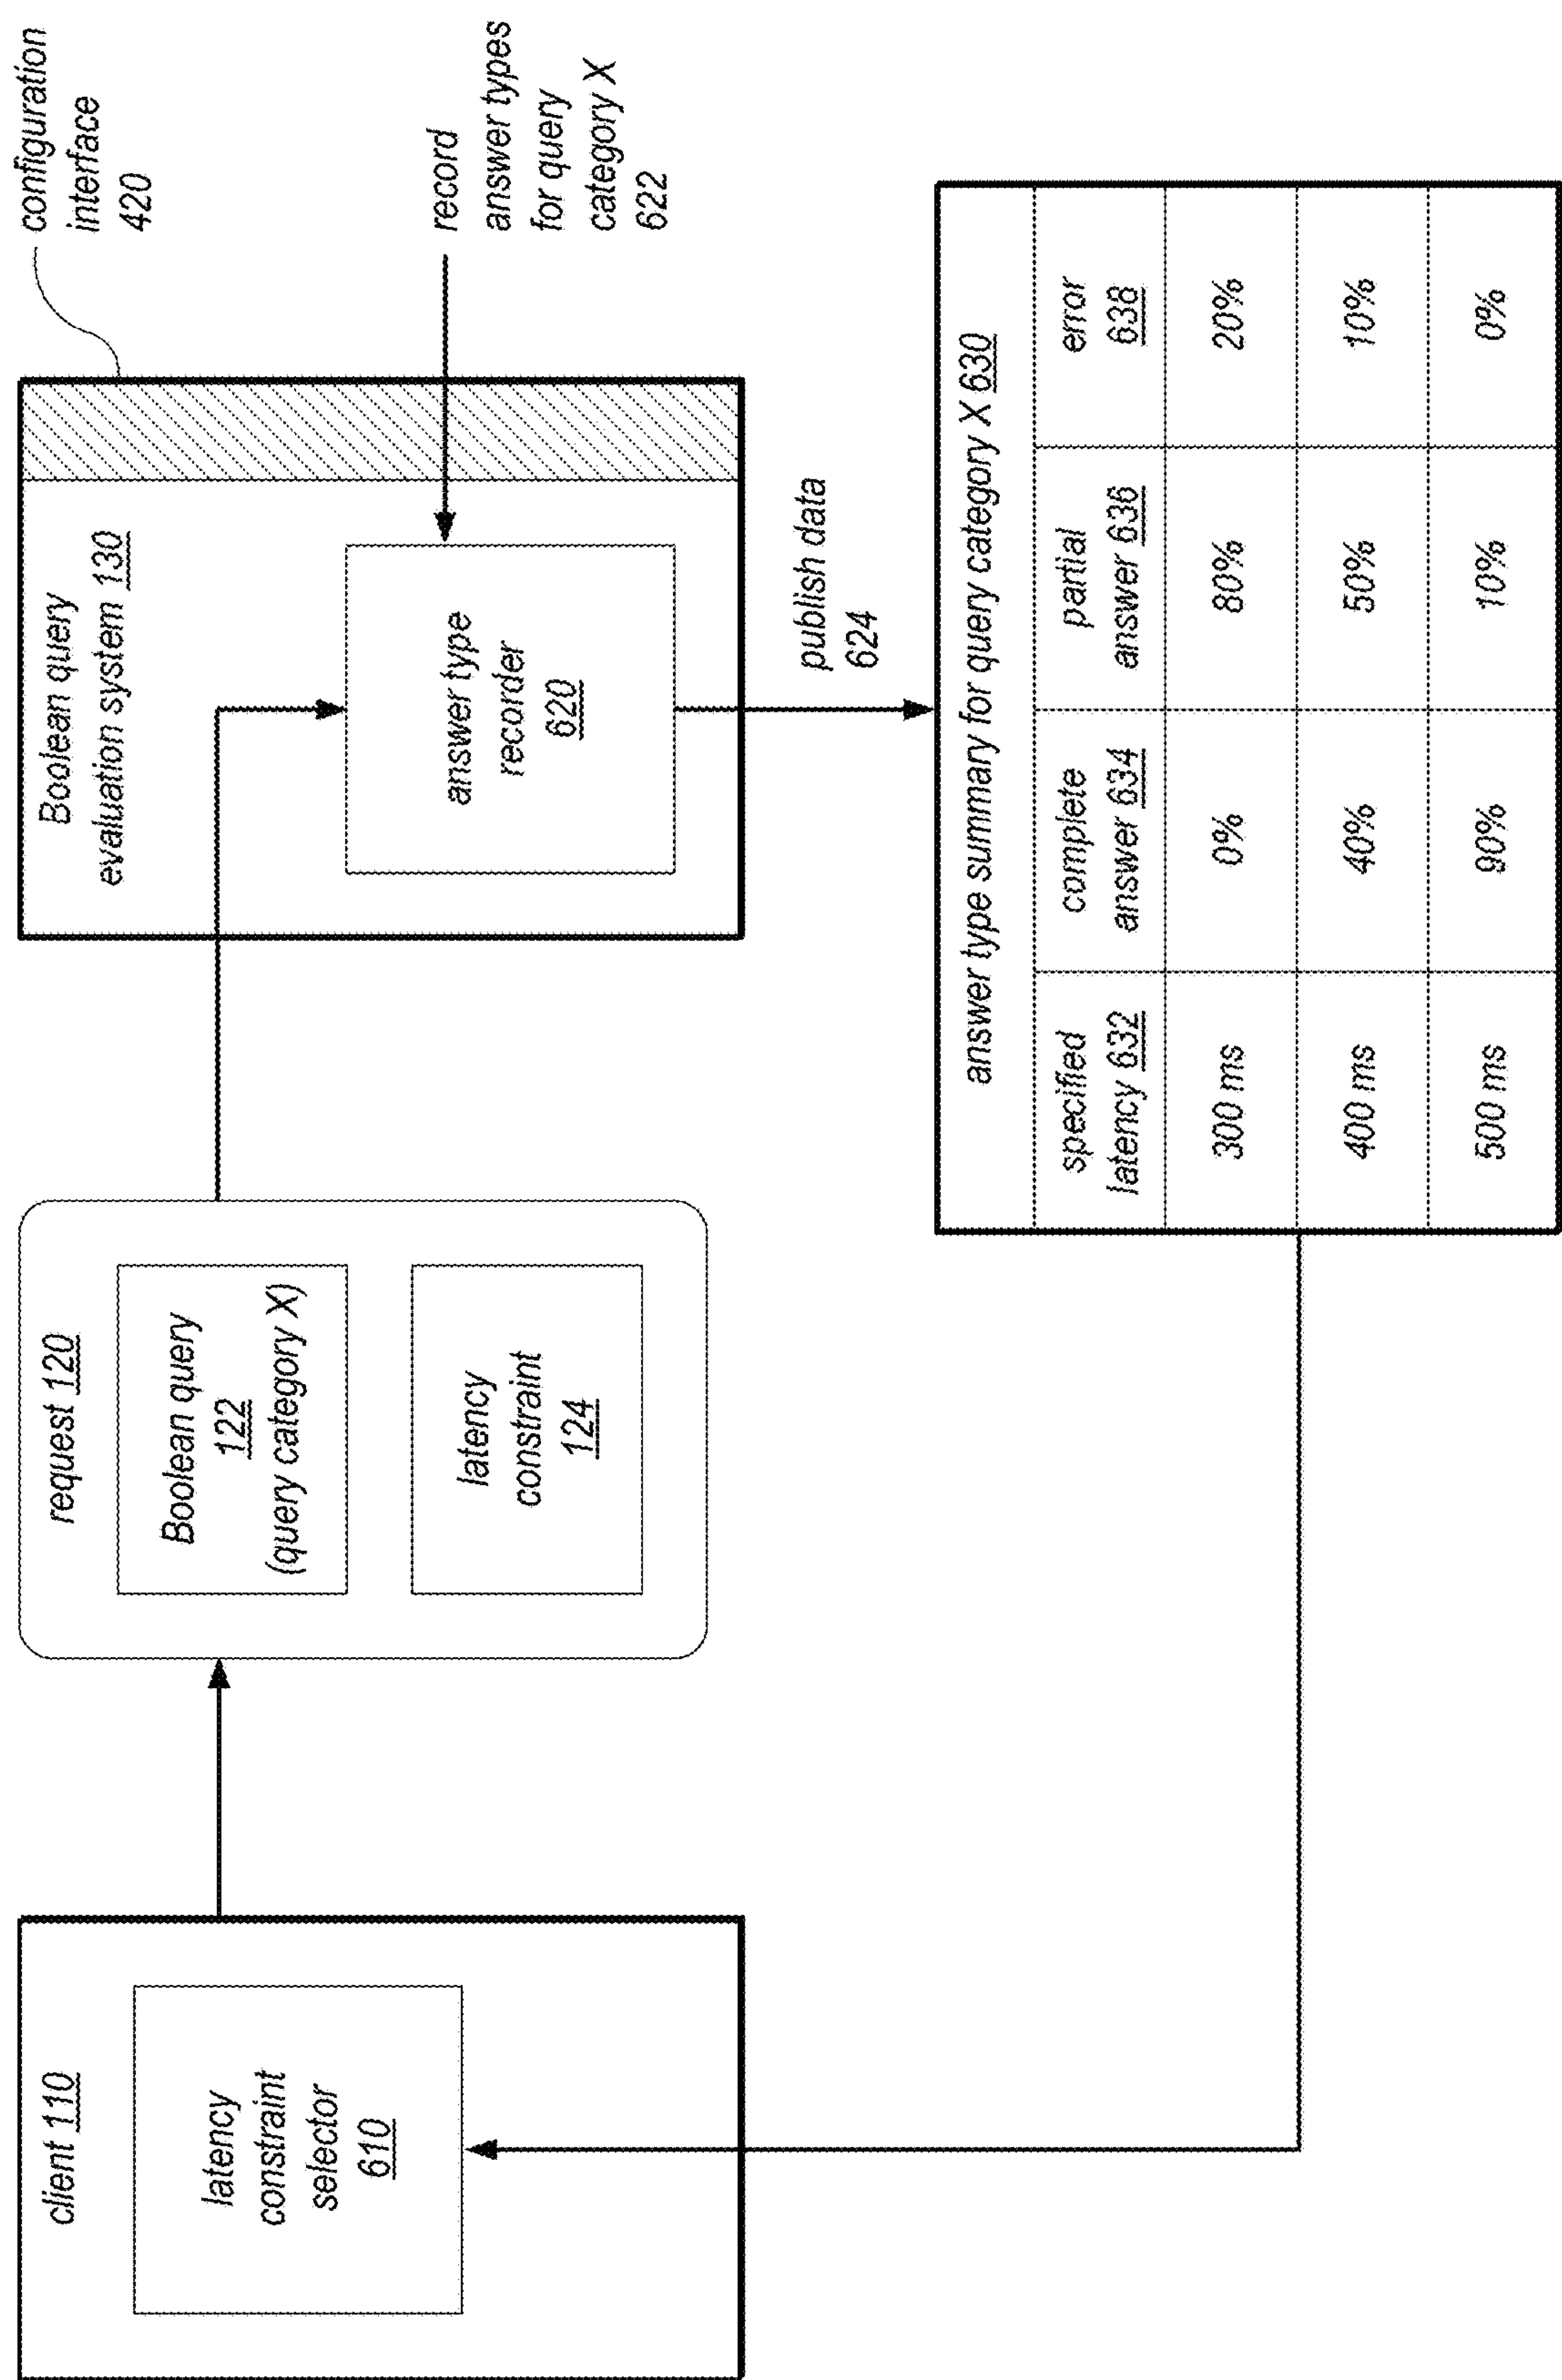 client 110
latency
constraint
selector
610
request 120
Boolean query
122
(query category X)
latency
constraint
124
Boolean query
evaluation system 130
answer type
recorder
620
configuration
interface
420
record
answer types
for query
category X
622
publish data
624
answer type summary for query category X 630
specified
latency 632
complete
answer 634
partial
answer 636
error
638
300 ms
0%
80%
20%
400 ms
40%
50%
10%
500 ms
90%
10%
0%